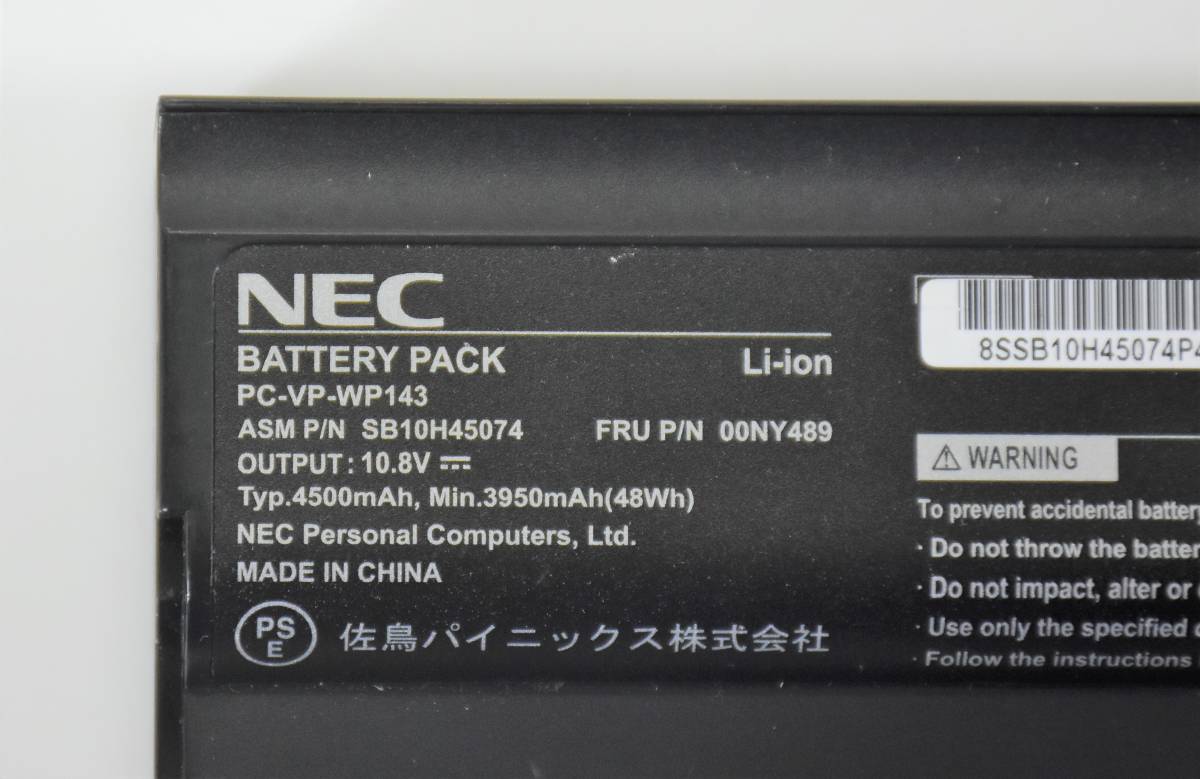 NEC
BATTERY PACK Li-ion
PC-VP-WP143
ASM P/N SB10H45074 FRU P/N 00NY489
OUTPUT : 10.8V ⎓
Typ.4500mAh, Min.3950mAh(48Wh)
NEC Personal Computers, Ltd.
MADE IN CHINA
PS
E
佐鳥パイニックス株式会社
8SSB10H45074P4
⚠ WARNING
To prevent accidental
· Do not throw the
· Do not impact, alter or
· Use only the specified
· Follow the instructions